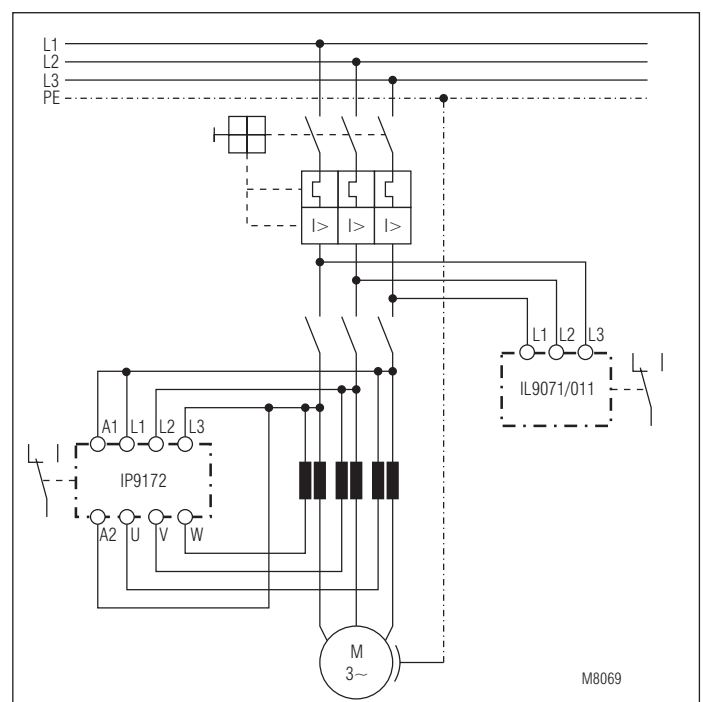 L1
L2
L3
PE
I> I> I>
L1 L2 L3
IL9071/011
A1 L1 L2 L3
IP9172
A2 U V W
M
3~
M8069